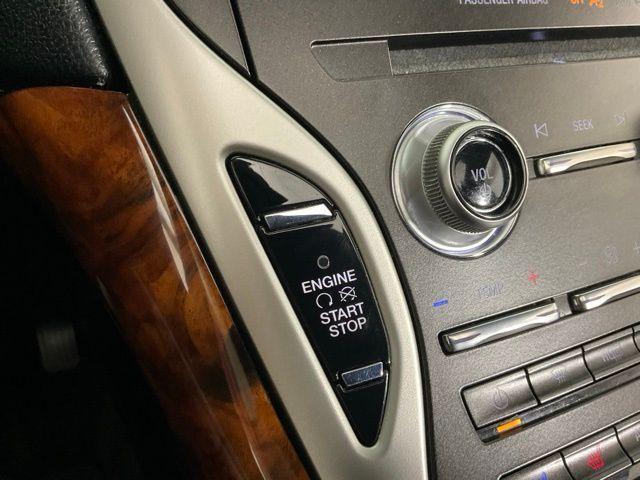 PASSENGER AIRBAG
SEEK
VOL
ENGINE
START
STOP
TEMP